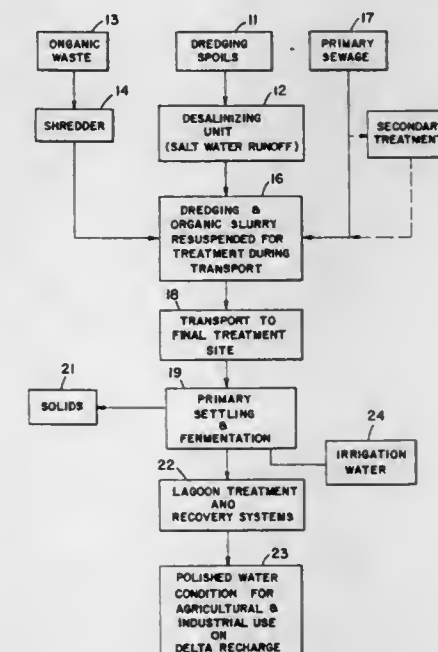 13
ORGANIC
WASTE
11
DREDGING
SPOILS
17
PRIMARY
SEWAGE
14
SHREDDER
12
DESALINIZING
UNIT
(SALT WATER RUNOFF)
SECONDARY
TREATMENT
16
DREDGING &
ORGANIC SLURRY
RESUSPENDED FOR
TREATMENT DURING
TRANSPORT
18
TRANSPORT TO
FINAL TREATMENT
SITE
19
PRIMARY
SETTLING
&
FERMENTATION
21
SOLIDS
24
IRRIGATION
WATER
22
LAGOON TREATMENT
AND
RECOVERY SYSTEMS
23
POLISHED WATER
CONDITION FOR
AGRICULTURAL &
INDUSTRIAL USE
ON
DELTA RECHARGE